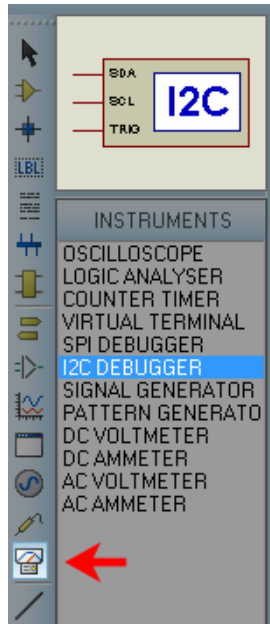 SDA
SCL
TRIG
I2C
LBL
INSTRUMENTS
OSCILLOSCOPE
LOGIC ANALYSER
COUNTER TIMER
VIRTUAL TERMINAL
SPI DEBUGGER
I2C DEBUGGER
SIGNAL GENERATOR
PATTERN GENERATO
DC VOLTMETER
DC AMMETER
AC VOLTMETER
AC AMMETER